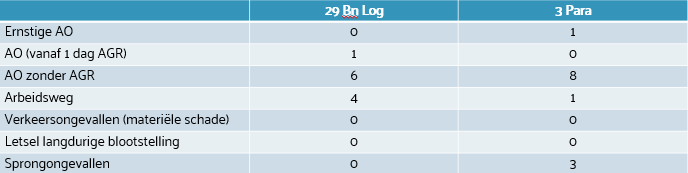 29 Bn Log 3 Para
Ernstige AO 0 1
AO (vanaf 1 dag AGR) 1 0
AO zonder AGR 6 8
Arbeidsweg 4 1
Verkeersongevallen (materiële schade) 0 0
Letsel langdurige blootstelling 0 0
Sprongongevallen 0 3